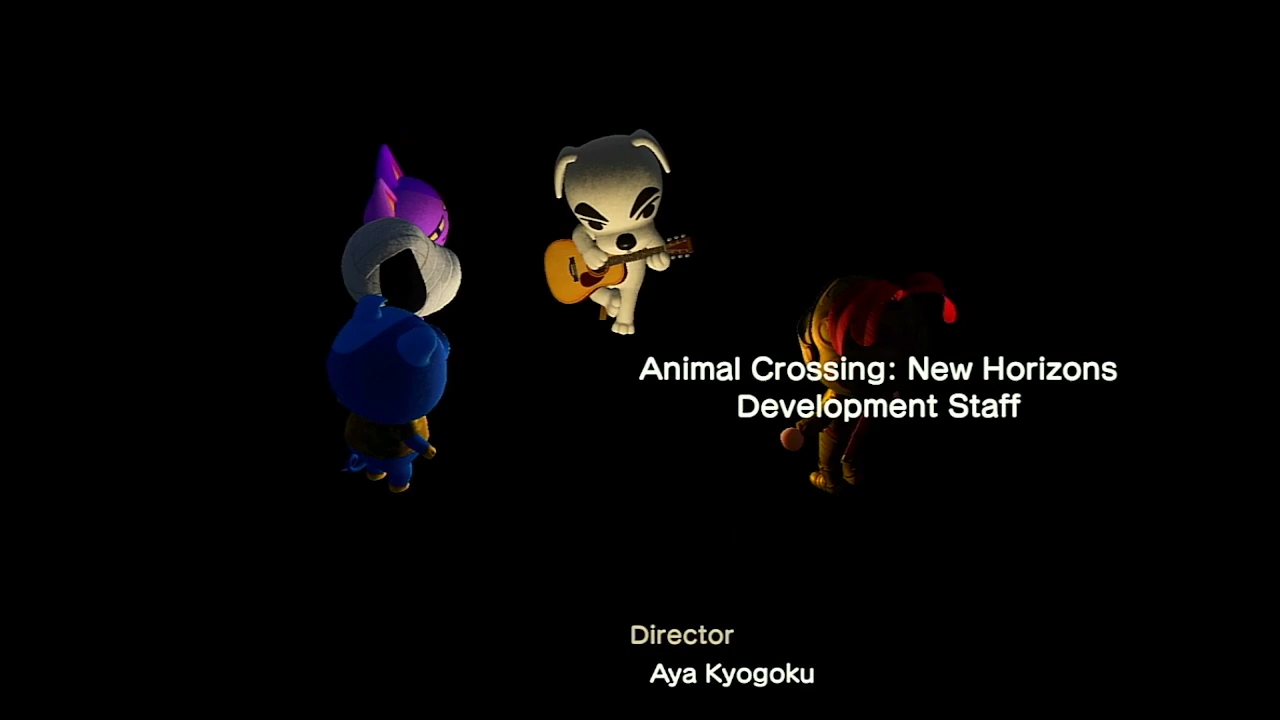 Animal Crossing: New Horizons
Development Staff
Director
Aya Kyogoku